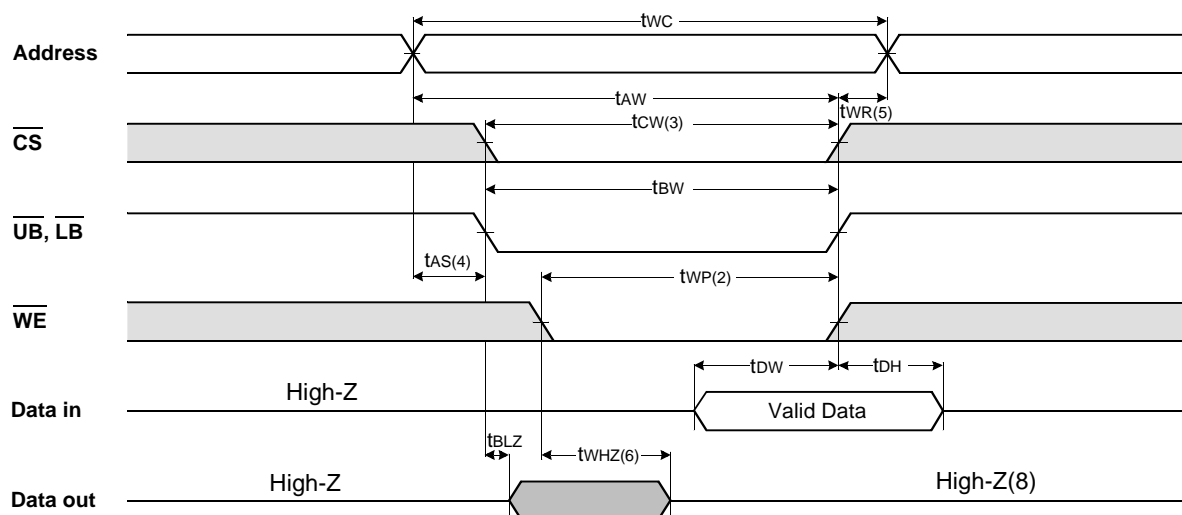 tWC
Address
tAW
tWR(5)
tCW(3)
CS
tBW
UB, LB
tAS(4)
tWP(2)
WE
tDW
tDH
High-Z
Data in
Valid Data
tBLZ
tWHZ(6)
High-Z
High-Z(8)
Data out